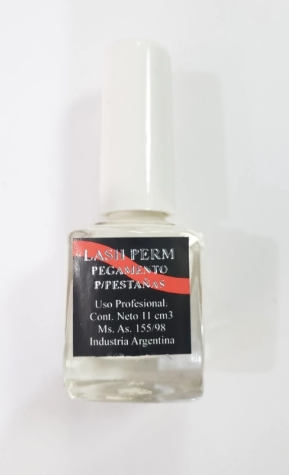 LASH PERM
PEGAMENTO
P/PESTAÑAS
Uso Profesional.
Cont. Neto 11 cm3
Ms. As. 155/98
Industria Argentina